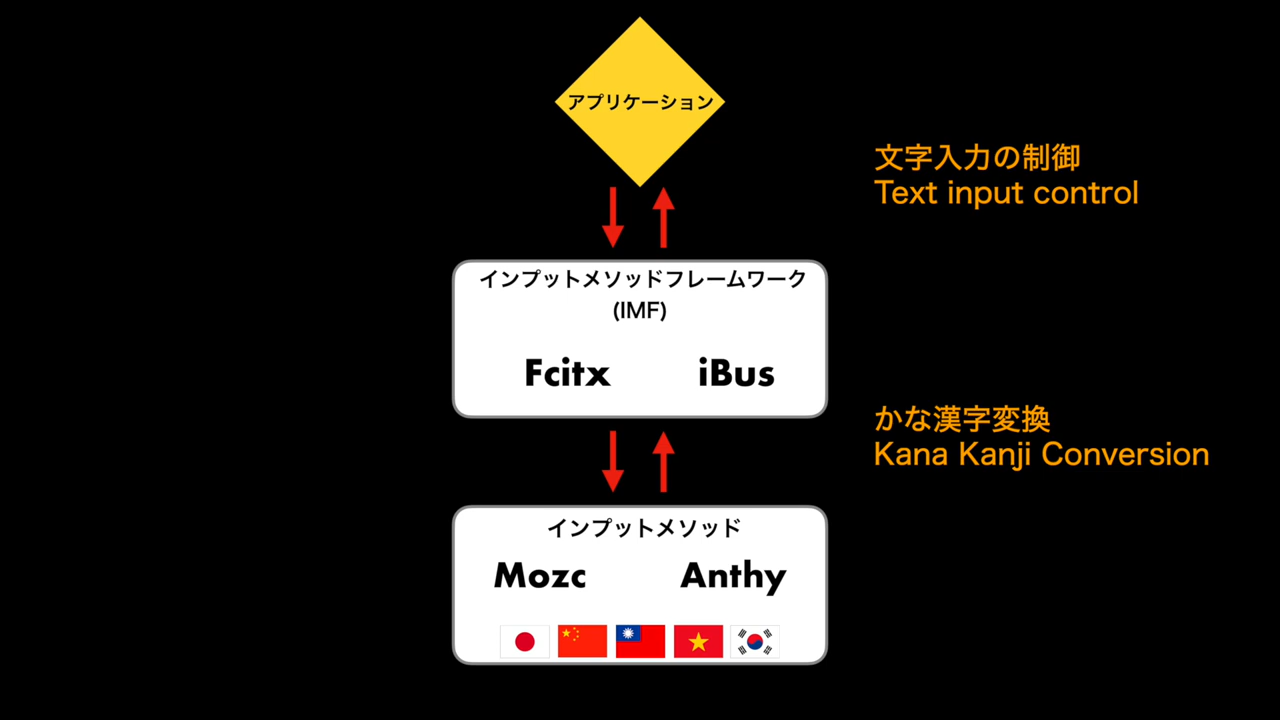 アプリケーション
文字入力の制御
Text input control
インプットメソッドフレームワーク
(IMF)
Fcitx iBus
かな漢字変換
Kana Kanji Conversion
インプットメソッド
Mozc Anthy